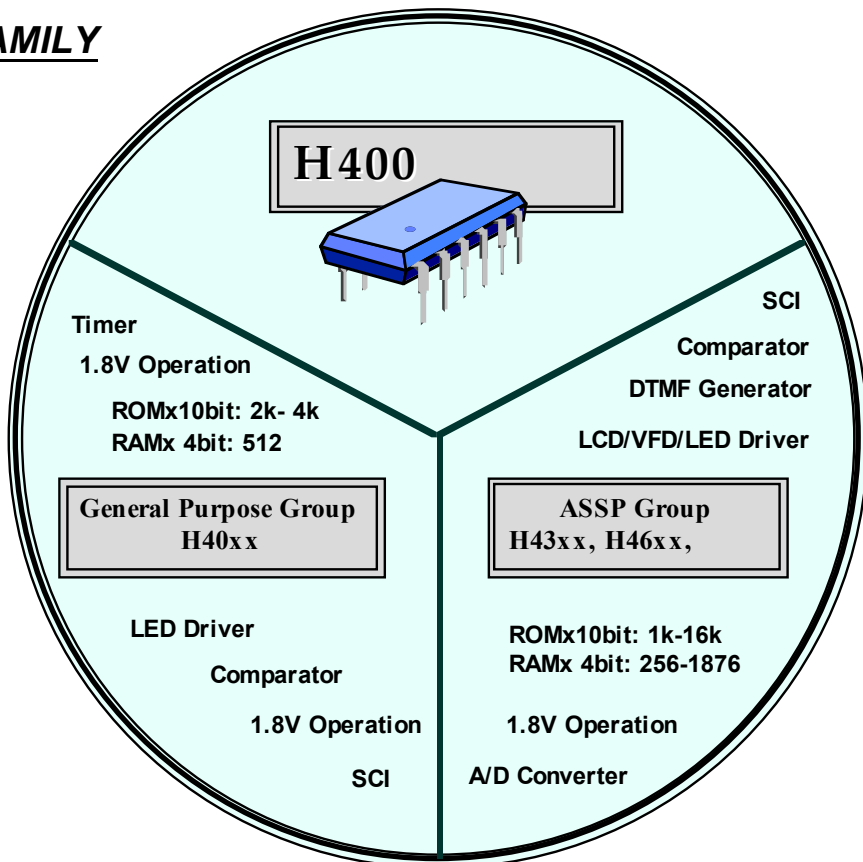 AMILY
H400
Timer
1.8V Operation
ROMx10bit: 2k- 4k
RAMx 4bit: 512
General Purpose Group
H40xx
LED Driver
Comparator
1.8V Operation
SCI
SCI
Comparator
DTMF Generator
LCD/VFD/LED Driver
ASSP Group
H43xx, H46xx,
ROMx10bit: 1k-16k
RAMx 4bit: 256-1876
1.8V Operation
A/D Converter